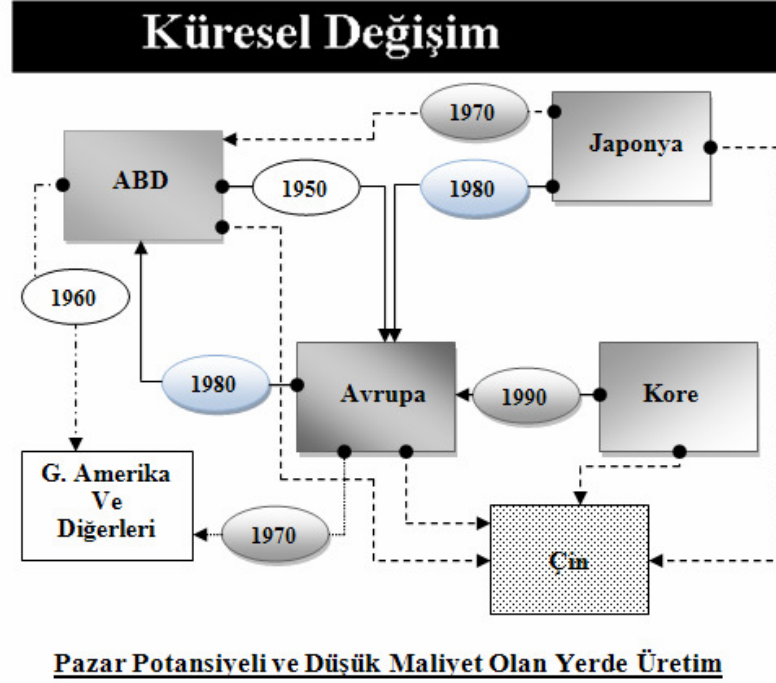 Küresel Değişim
1970
Japonya
ABD
1950
1980
1960
1980
Avrupa
1990
Kore
G. Amerika
Ve
Diğerleri
1970
Çin
Pazar Potansiyeli ve Düşük Maliyet Olan Yerde Üretim